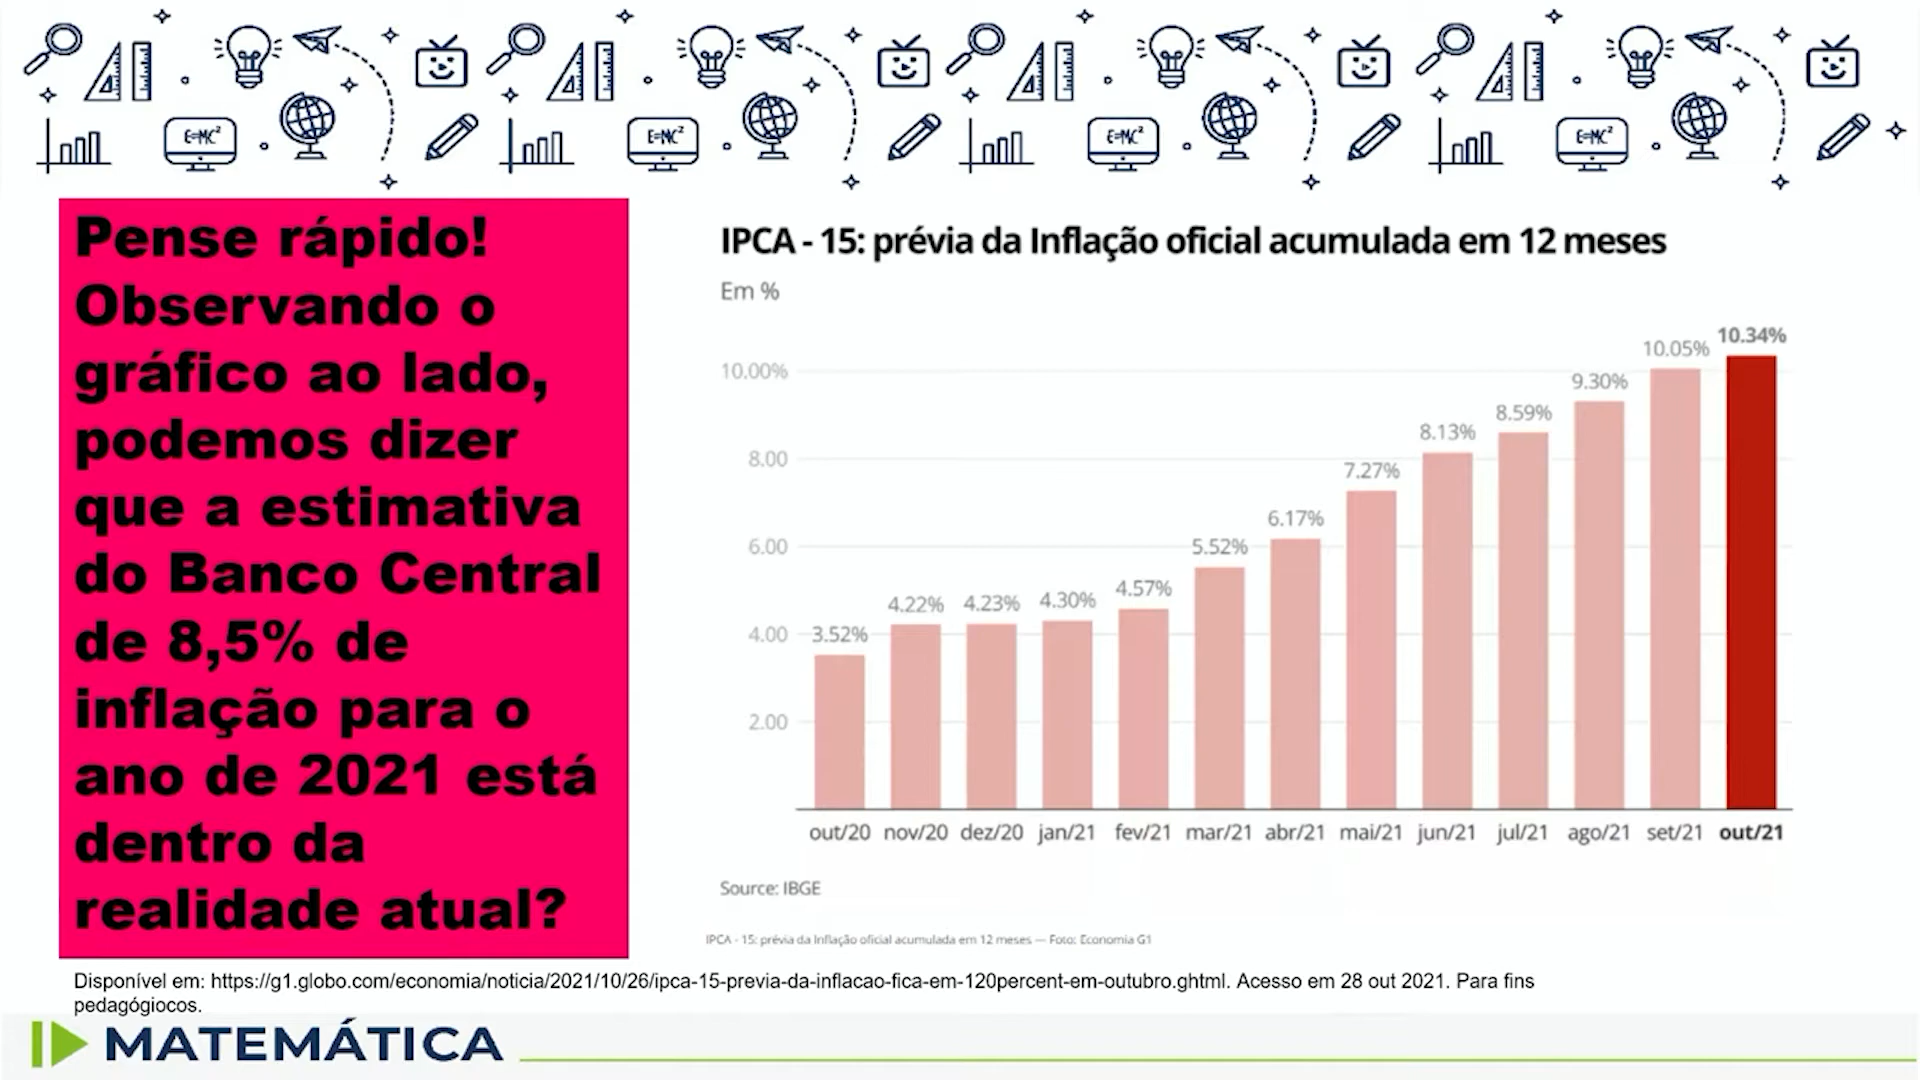 E=MC²
E=MC²
E=MC²
E=MC²
Pense rápido!
Observando o
gráfico ao lado,
podemos dizer
que a estimativa
do Banco Central
de 8,5% de
inflação para o
ano de 2021 está
dentro da
realidade atual?
IPCA - 15: prévia da Inflação oficial acumulada em 12 meses
Em %
10.00%
8.00
6.00
4.00
2.00
3.52%
4.22%
4.23%
4.30%
4.57%
5.52%
6.17%
7.27%
8.13%
8.59%
9.30%
10.05%
10.34%
out/20 nov/20 dez/20 jan/21 fev/21 mar/21 abr/21 mai/21 jun/21 jul/21 ago/21 set/21 out/21
Source: IBGE
IPCA - 15: prévia da Inflação oficial acumulada em 12 meses — Foto: Economia G1
Disponível em: https://g1.globo.com/economia/noticia/2021/10/26/ipca-15-previa-da-inflacao-fica-em-120percent-em-outubro.ghtml. Acesso em 28 out 2021. Para fins
pedagógiocos.
MATEMÁTICA